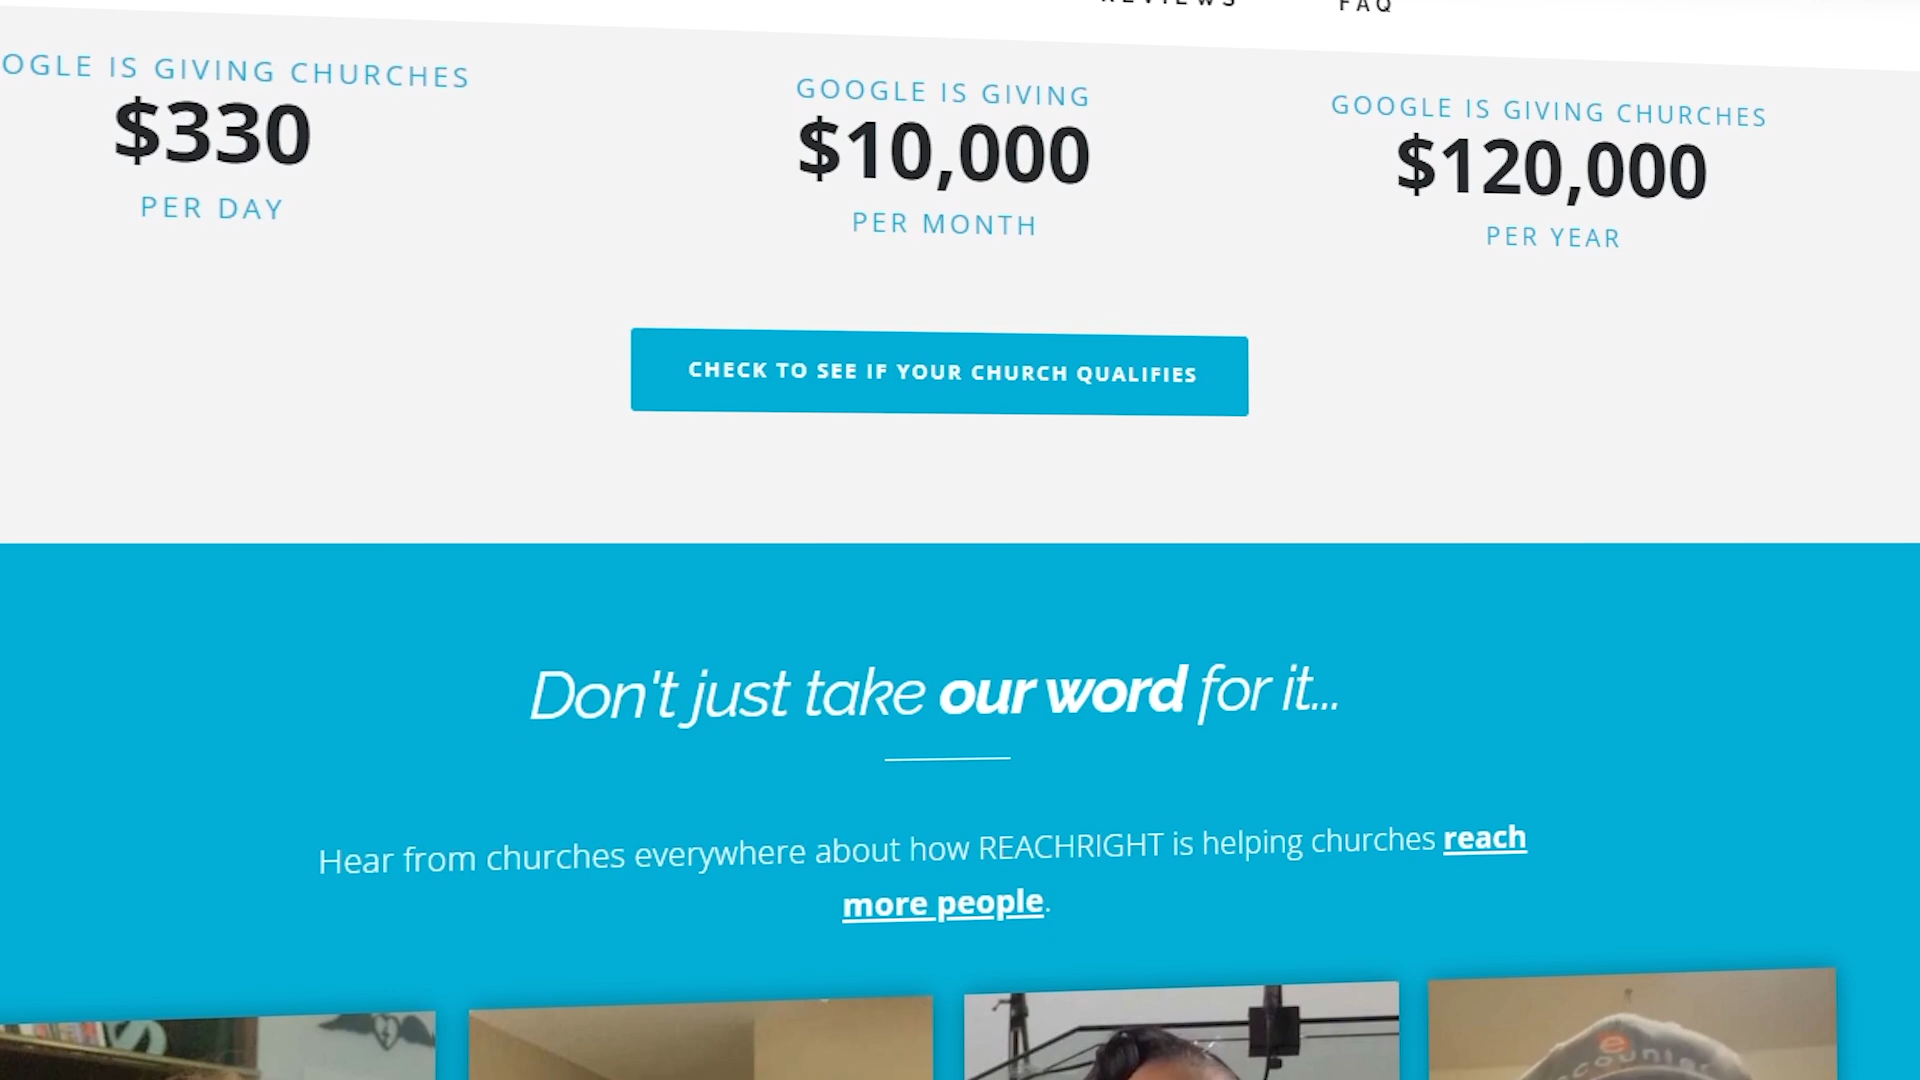 REVIEWS FAQ
OGLE IS GIVING CHURCHES
$330
PER DAY
GOOGLE IS GIVING
$10,000
PER MONTH
GOOGLE IS GIVING CHURCHES
$120,000
PER YEAR
CHECK TO SEE IF YOUR CHURCH QUALIFIES
Don't just take our word for it...
Hear from churches everywhere about how REACHRIGHT is helping churches reach
more people.